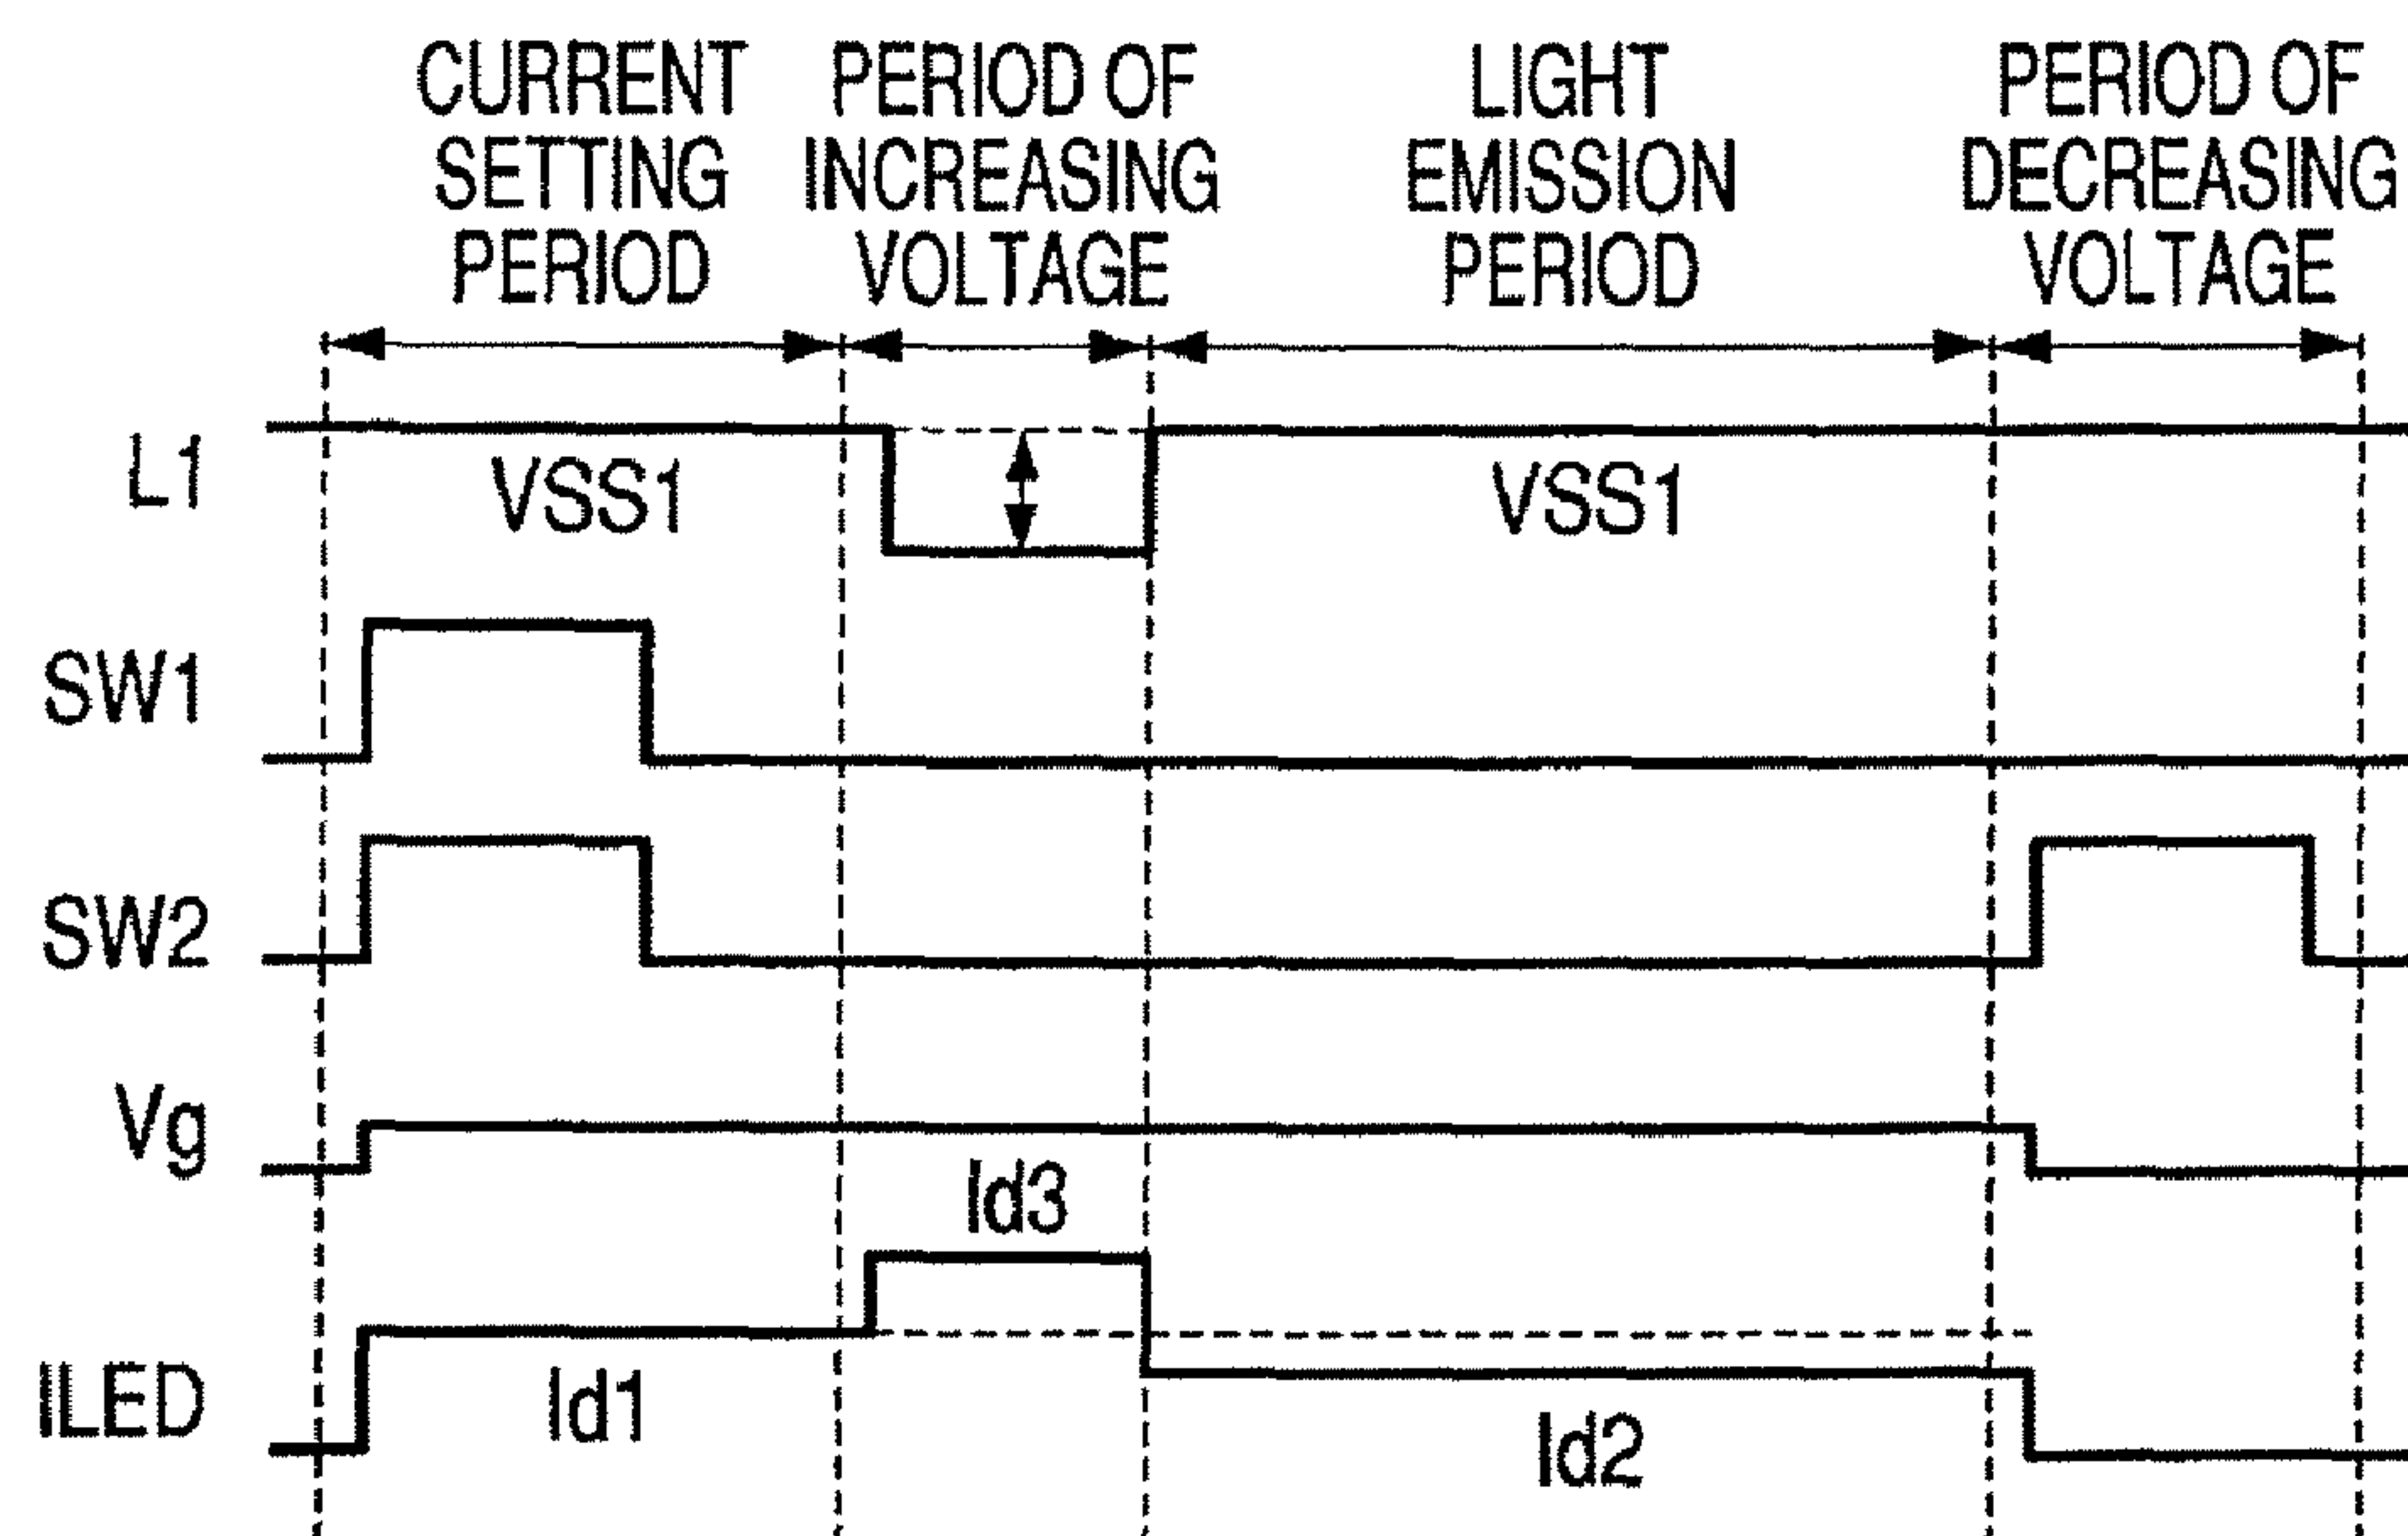 CURRENT
SETTING
PERIOD
PERIOD OF
INCREASING
VOLTAGE
LIGHT
EMISSION
PERIOD
PERIOD OF
DECREASING
VOLTAGE
L1
VSS1
VSS1
SW1
SW2
Vg
Id3
ILED
Id1
Id2